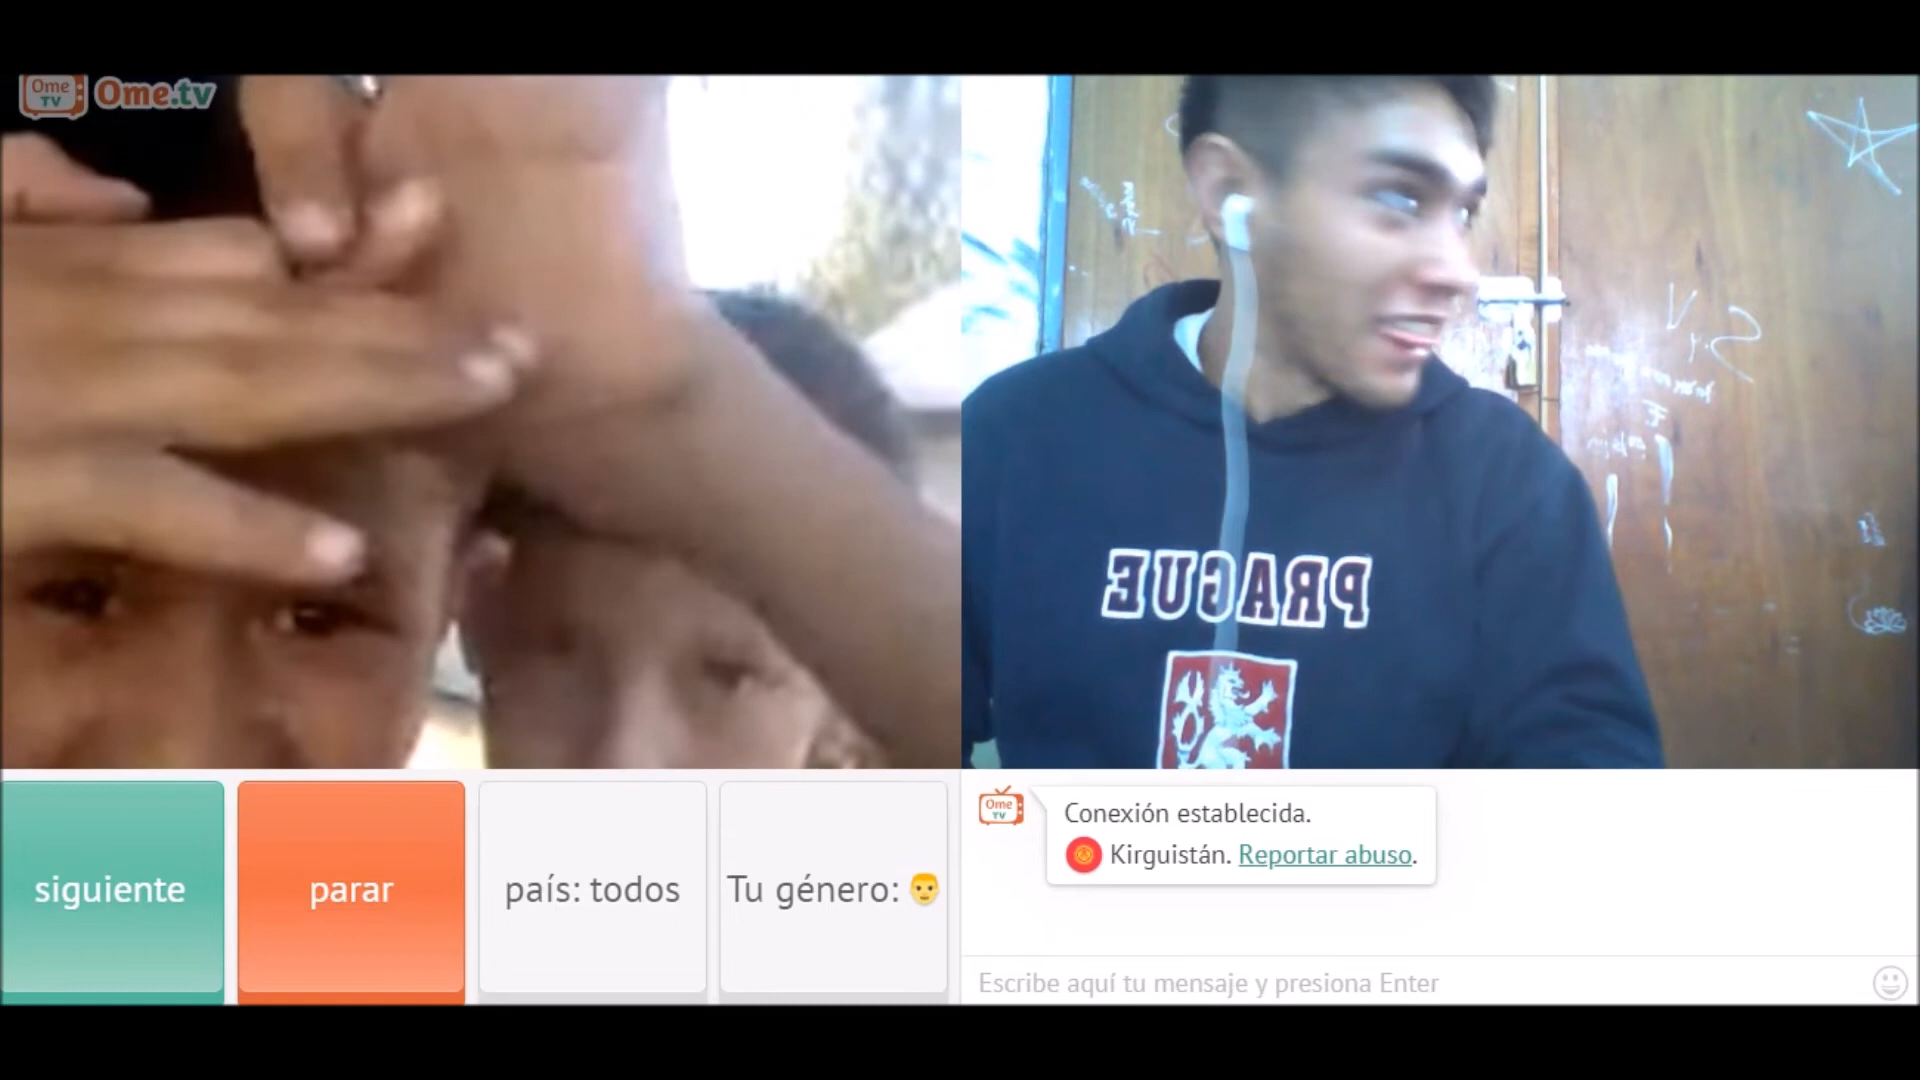 Ome TV Ome.tv
PRAGUE
siguiente
parar
país: todos
Tu género:
Ome TV
Conexión establecida.
Kirguistán. Reportar abuso.
Escribe aquí tu mensaje y presiona Enter